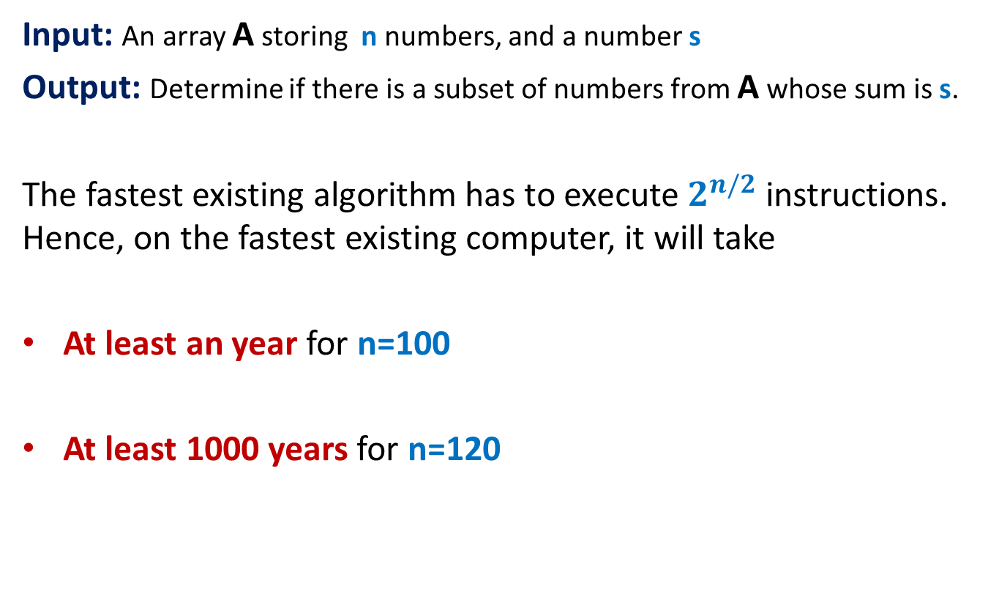 Input: An array A storing n numbers, and a number s
Output: Determine if there is a subset of numbers from A whose sum is s.
The fastest existing algorithm has to execute 2^{n/2} instructions.
Hence, on the fastest existing computer, it will take
• At least an year for n=100
• At least 1000 years for n=120